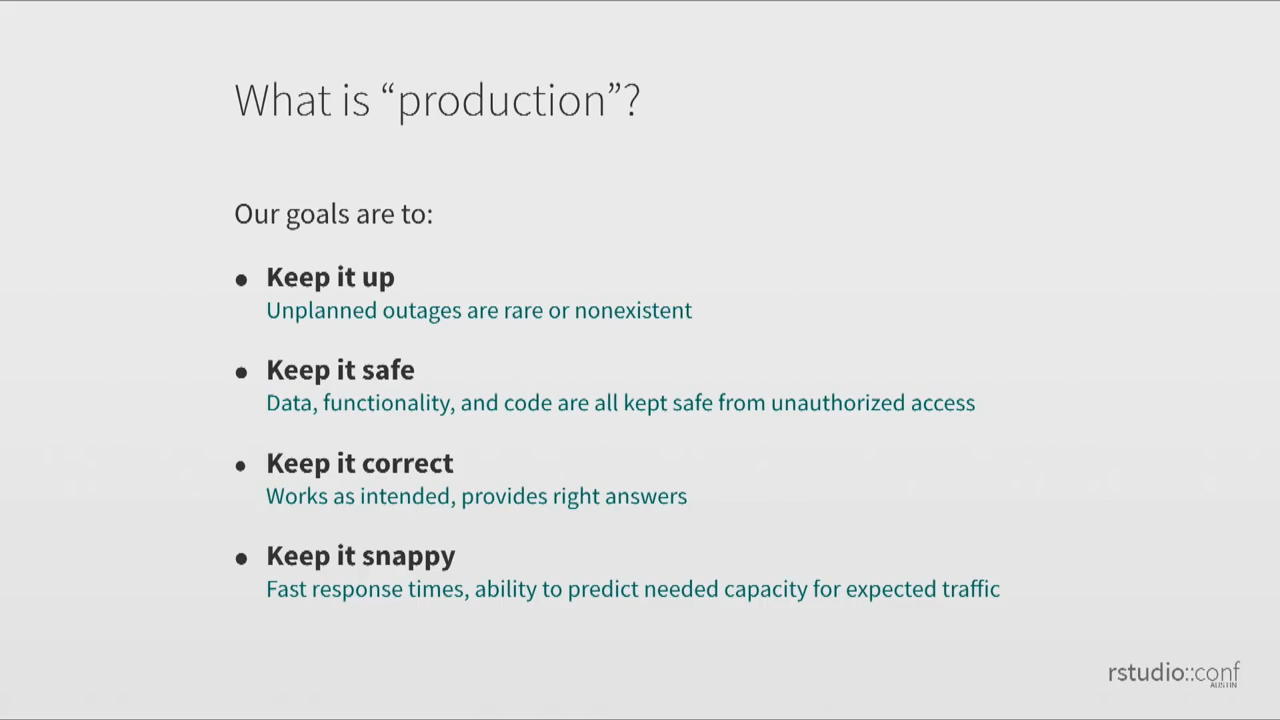 What is “production”?
Our goals are to:
• Keep it up
Unplanned outages are rare or nonexistent
• Keep it safe
Data, functionality, and code are all kept safe from unauthorized access
• Keep it correct
Works as intended, provides right answers
• Keep it snappy
Fast response times, ability to predict needed capacity for expected traffic
rstudio::conf
AUSTIN